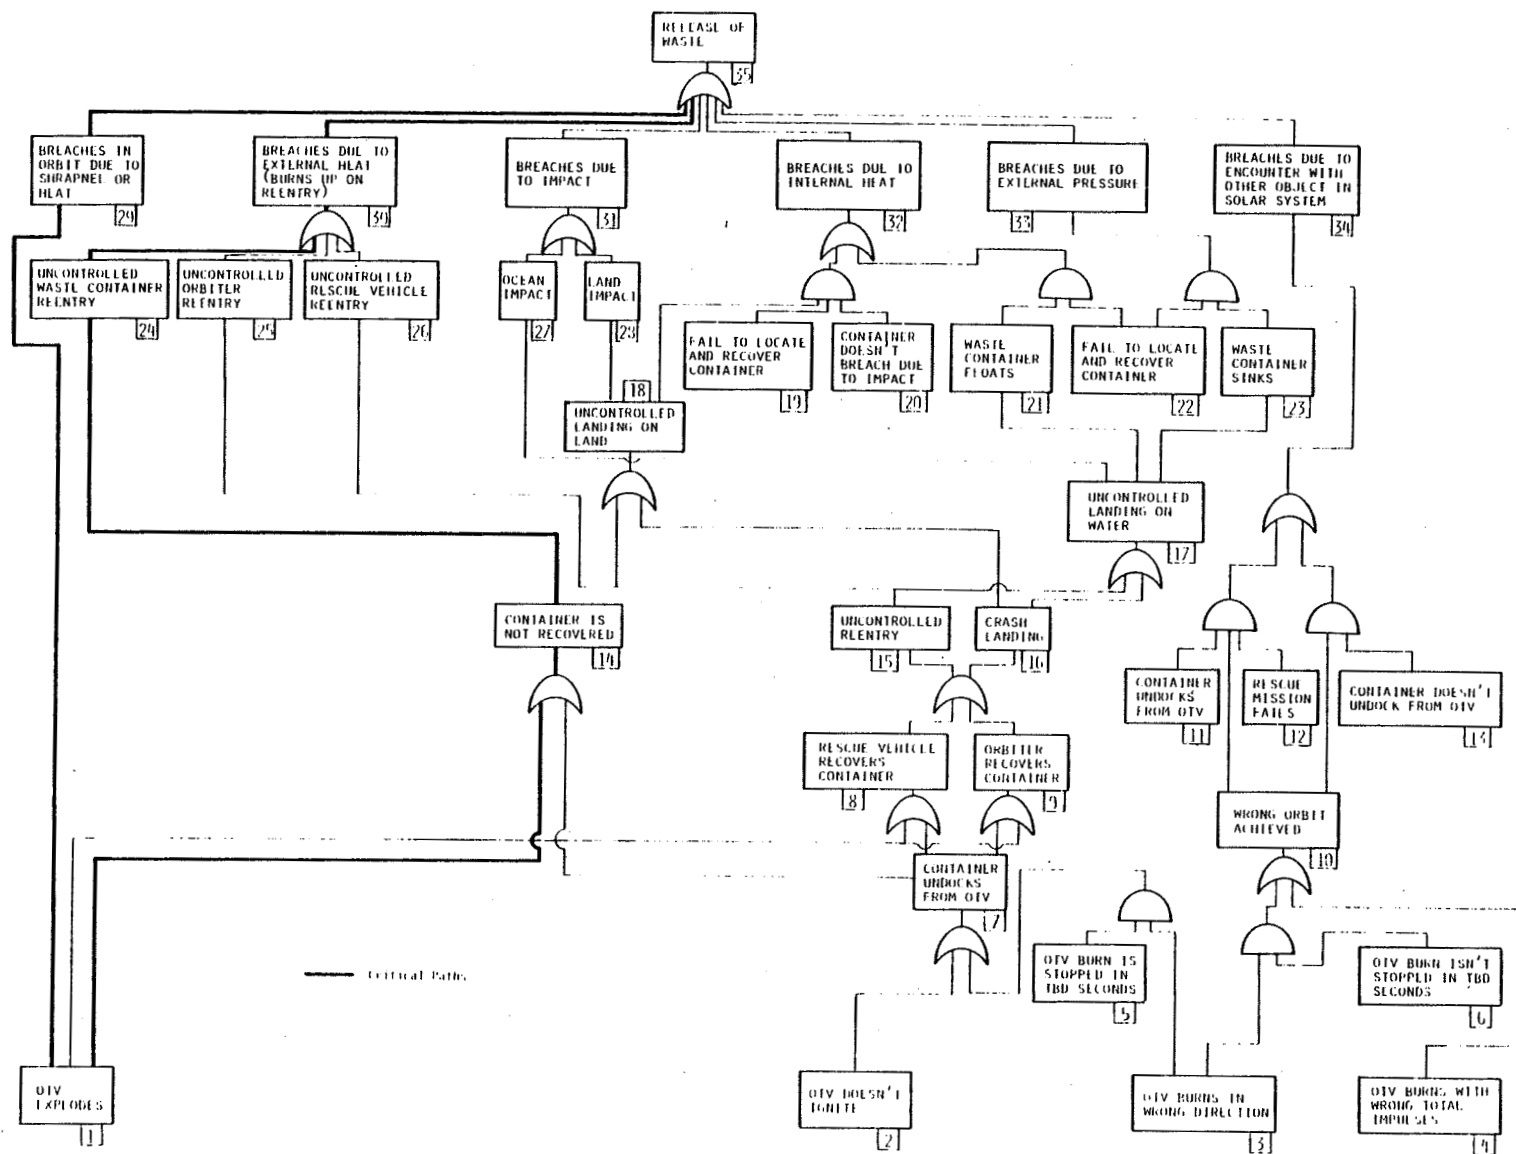 RELEASE OF
WASTE
35
BREACHES IN
ORBIT DUE TO
SHRAPNEL OR
HEAT
29
BREACHES DUE TO
EXTERNAL HEAT
(BURNS UP ON
REENTRY)
30
BREACHES DUE
TO IMPACT
31
BREACHES DUE TO
INTERNAL HEAT
32
BREACHES DUE TO
EXTERNAL PRESSURE
33
BREACHES DUE TO
ENCOUNTER WITH
OTHER OBJECT IN
SOLAR SYSTEM
34
UNCONTROLLED
WASTE CONTAINER
REENTRY
24
UNCONTROLLED
ORBITER
REENTRY
25
UNCONTROLLED
RESCUE VEHICLE
REENTRY
26
OCEAN
IMPACT
27
LAND
IMPACT
28
FAIL TO LOCATE
AND RECOVER
CONTAINER
19
CONTAINER
DOESN'T
BREACH DUE
TO IMPACT
20
WASTE
CONTAINER
FLOATS
21
FAIL TO LOCATE
AND RECOVER
CONTAINER
22
WASTE
CONTAINER
SINKS
23
18
UNCONTROLLED
LANDING ON
LAND
UNCONTROLLED
LANDING ON
WATER
17
CONTAINER IS
NOT RECOVERED
14
UNCONTROLLED
REENTRY
15
CRASH
LANDING
16
CONTAINER
UNDOCKS
FROM OTV
11
RESCUE
MISSION
FAILS
12
CONTAINER DOESN'T
UNDOCK FROM OTV
13
RESCUE VEHICLE
RECOVERS
CONTAINER
8
ORBITER
RECOVERS
CONTAINER
9
WRONG ORBIT
ACHIEVED
10
CONTAINER
UNDOCKS
FROM OTV
7
OTV BURN IS
STOPPED IN
TBD SECONDS
5
OTV BURN ISN'T
STOPPED IN TBD
SECONDS
6
Critical Paths
OTV
EXPLODES
1
OTV DOESN'T
IGNITE
2
OTV BURNS IN
WRONG DIRECTION
3
OTV BURNS WITH
WRONG TOTAL
IMPULSES
4